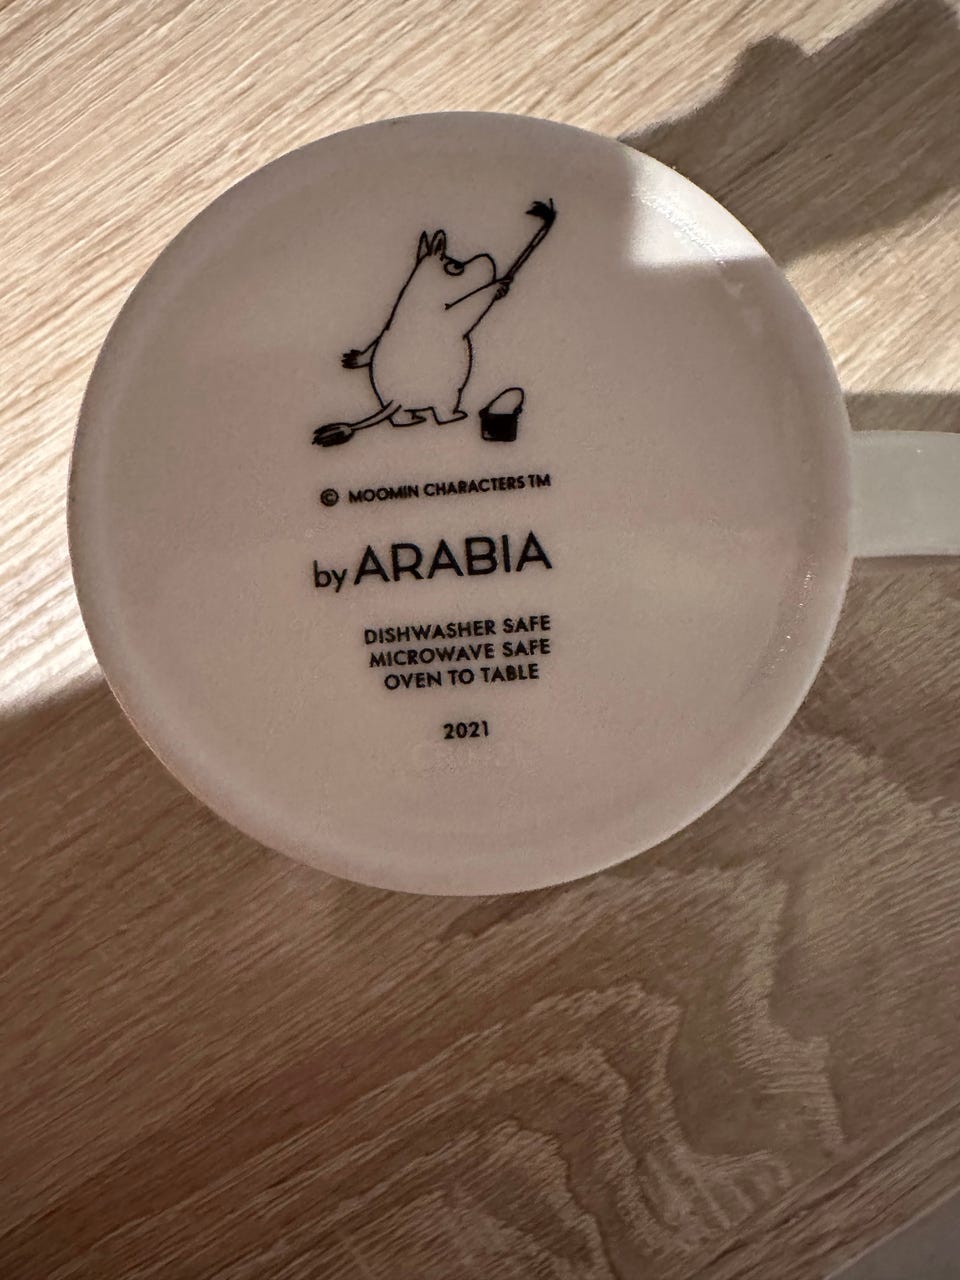 © MOOMIN CHARACTERS TM
by ARABIA
DISHWASHER SAFE
MICROWAVE SAFE
OVEN TO TABLE
2021